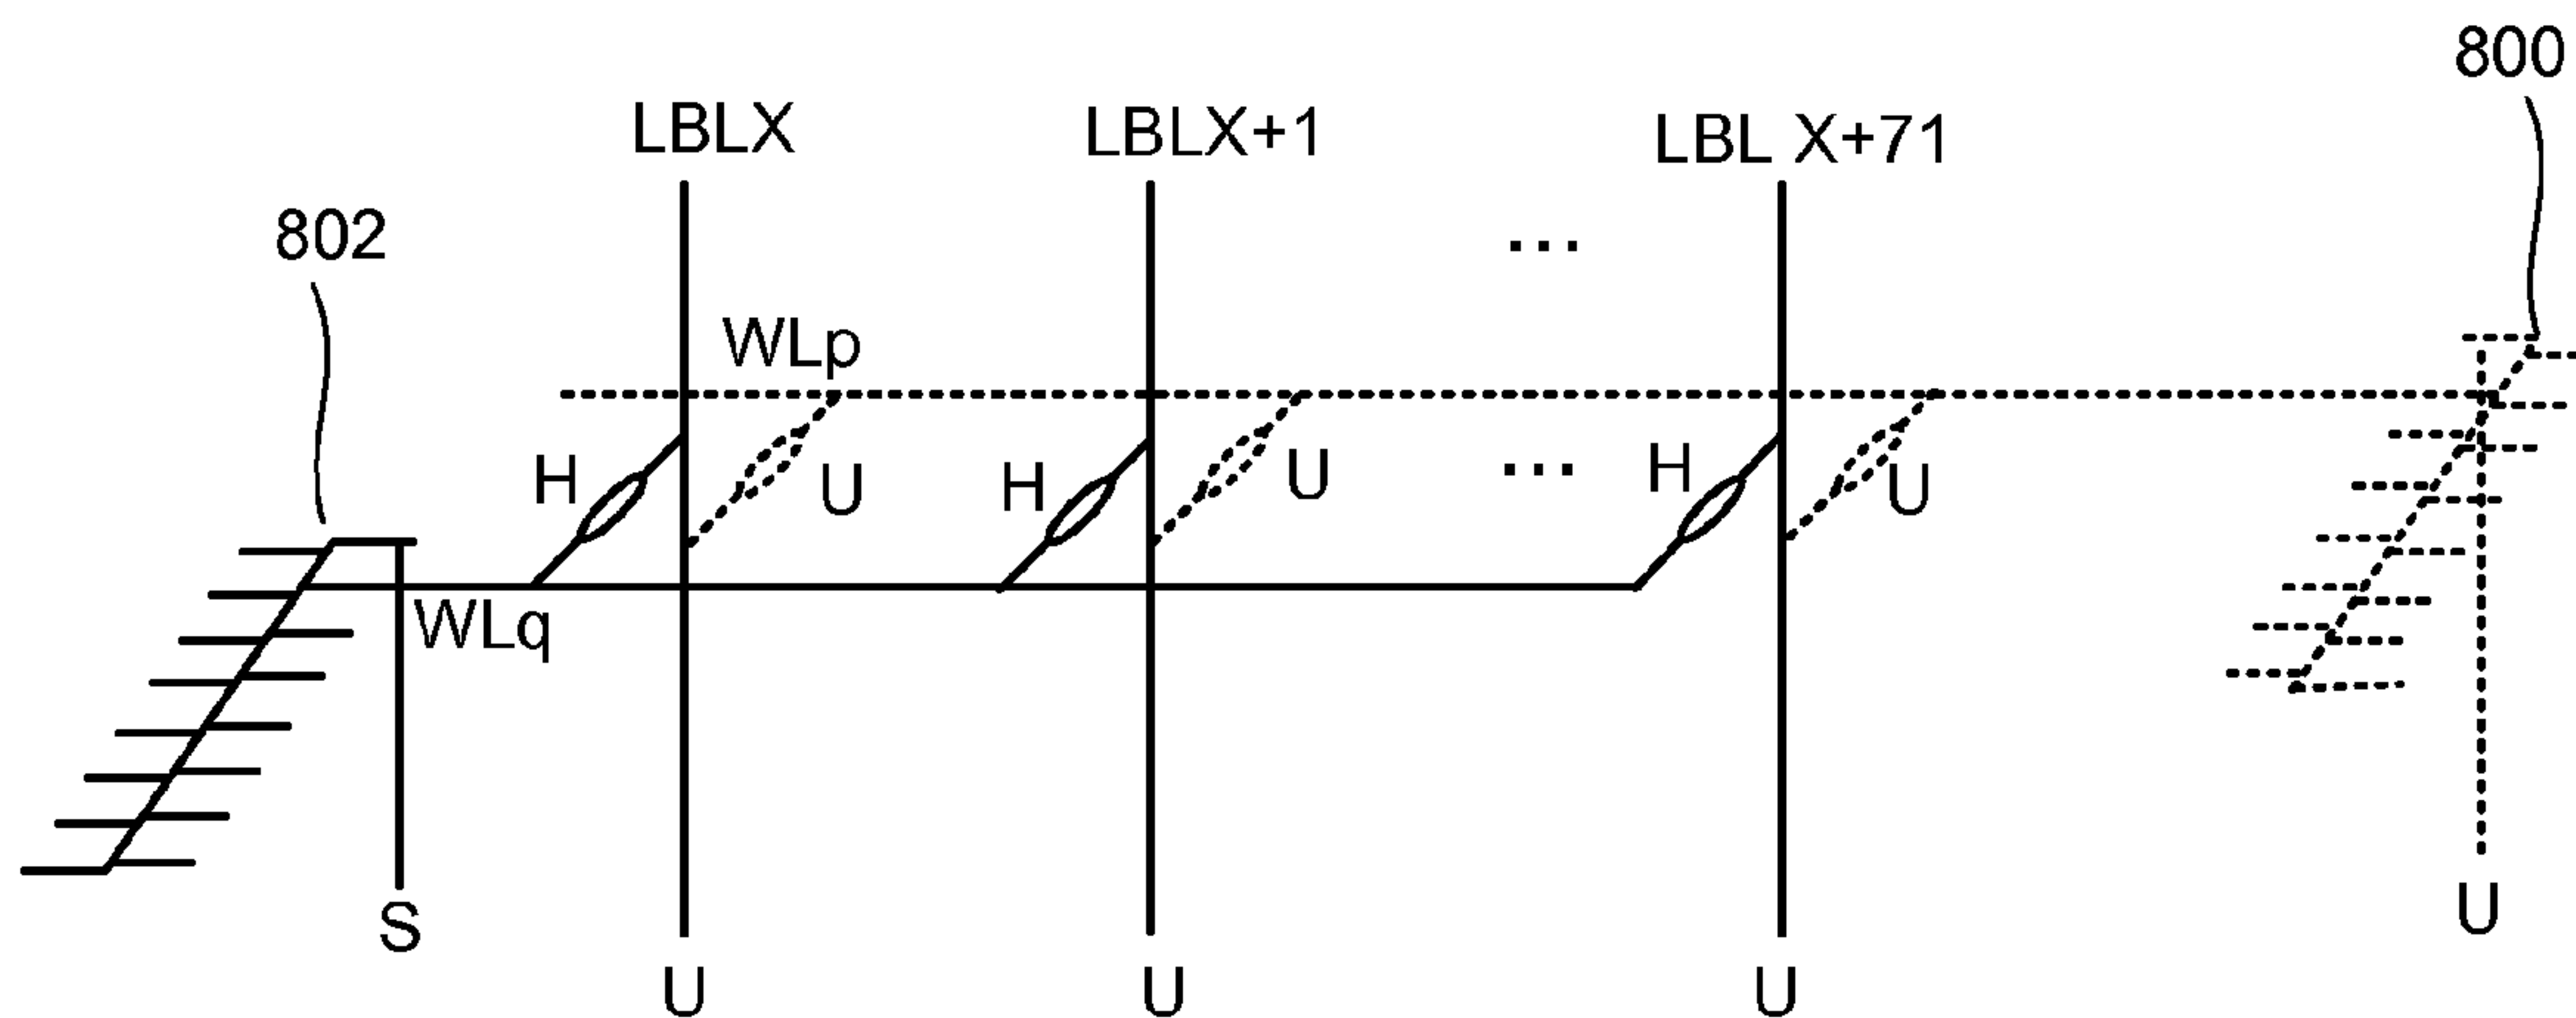 800
LBLX LBLX+1 LBL X+71
802
...
WLp
H U H U ... H U
WLq
S U
U U U